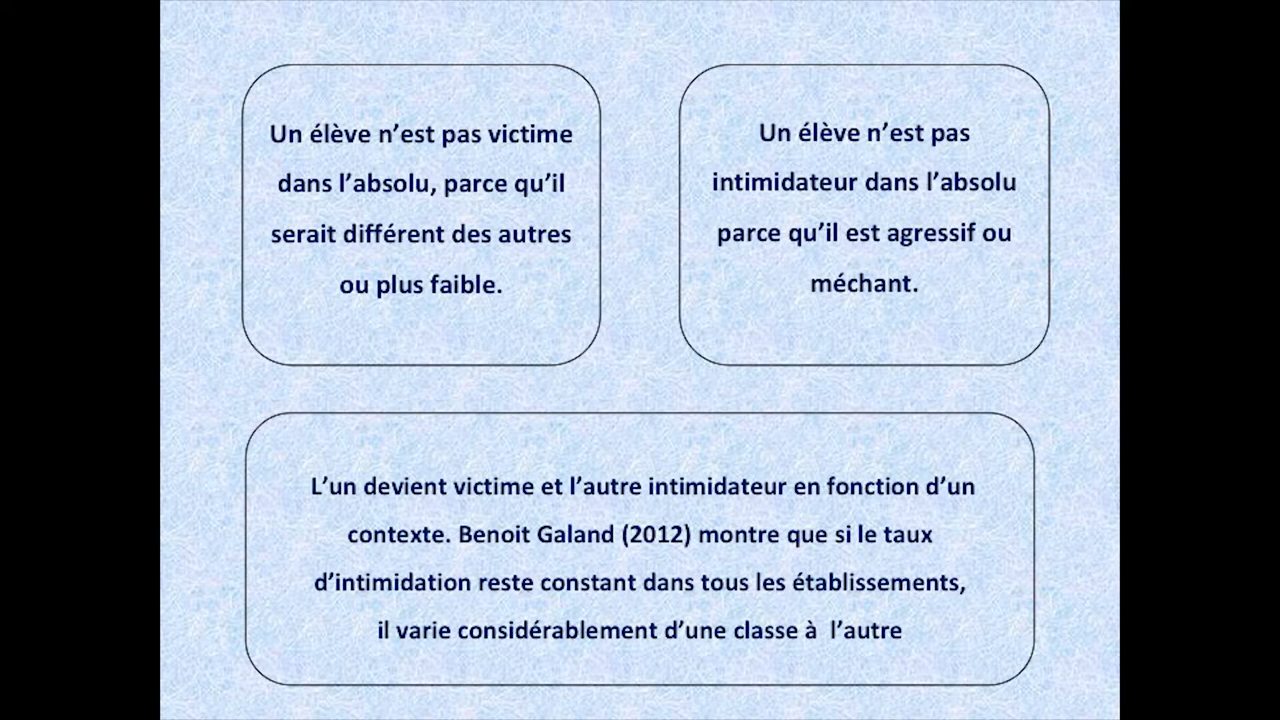 Un élève n’est pas victime
dans l’absolu, parce qu’il
serait différent des autres
ou plus faible.
Un élève n’est pas
intimidateur dans l’absolu
parce qu’il est agressif ou
méchant.
L’un devient victime et l’autre intimidateur en fonction d’un
contexte. Benoit Galand (2012) montre que si le taux
d’intimidation reste constant dans tous les établissements,
il varie considérablement d’une classe à l’autre